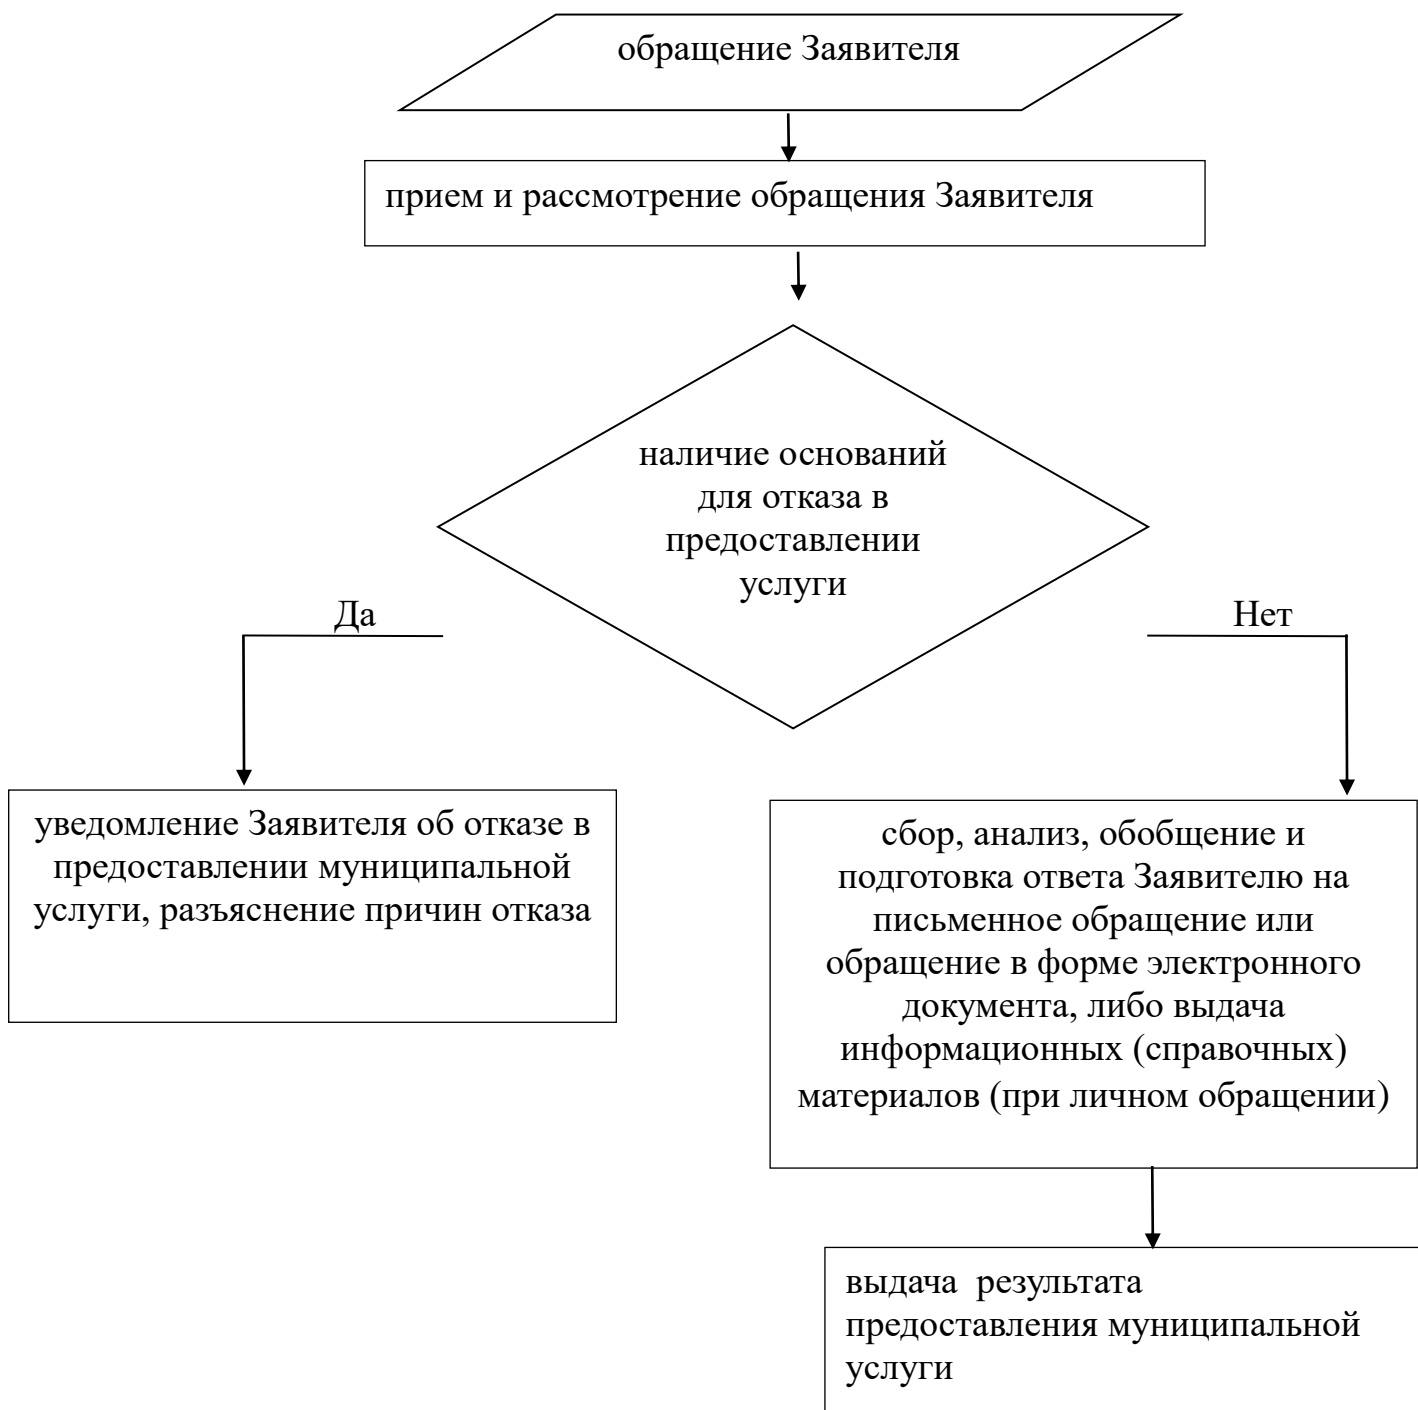 обращение Заявителя
прием и рассмотрение обращения Заявителя
наличие оснований
для отказа в
предоставлении
услуги
Да
Нет
уведомление Заявителя об отказе в
предоставлении муниципальной
услуги, разъяснение причин отказа
сбор, анализ, обобщение и
подготовка ответа Заявителю на
письменное обращение или
обращение в форме электронного
документа, либо выдача
информационных (справочных)
материалов (при личном обращении)
выдача  результата
предоставления муниципальной
услуги